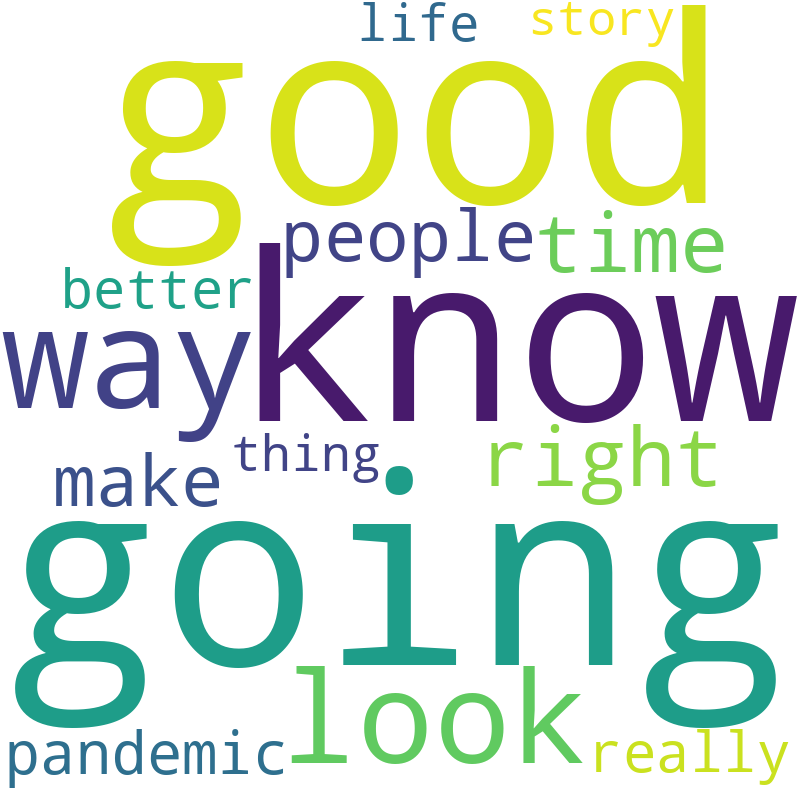 life story
good
people time
better
way know
thing right
make
going
look
pandemic really